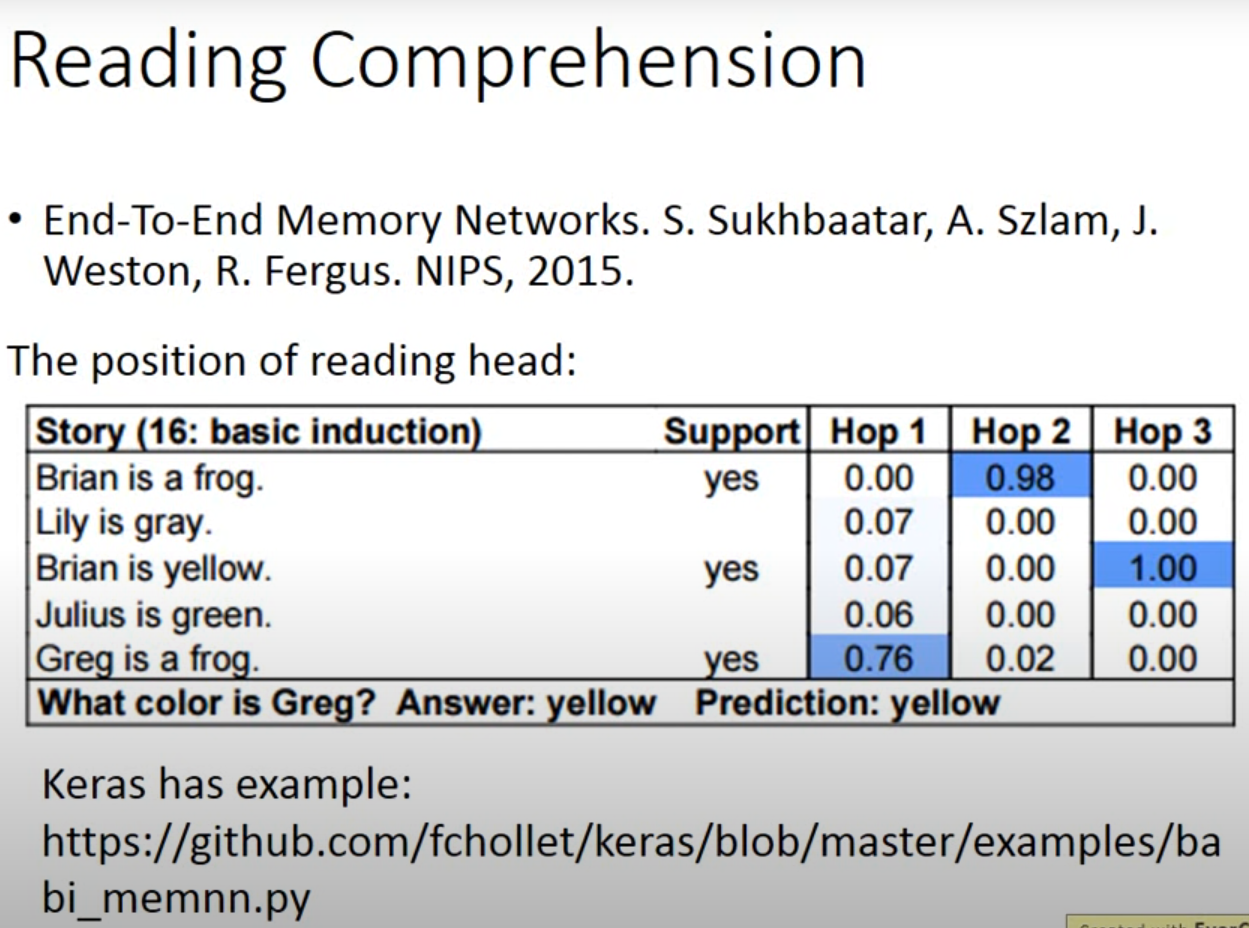 Reading Comprehension
• End-To-End Memory Networks. S. Sukhbaatar, A. Szlam, J.
Weston, R. Fergus. NIPS, 2015.
The position of reading head:
Story (16: basic induction) Support Hop 1 Hop 2 Hop 3
Brian is a frog. yes 0.00 0.98 0.00
Lily is gray. 0.07 0.00 0.00
Brian is yellow. yes 0.07 0.00 1.00
Julius is green. 0.06 0.00 0.00
Greg is a frog. yes 0.76 0.02 0.00
What color is Greg? Answer: yellow Prediction: yellow
Keras has example:
https://github.com/fchollet/keras/blob/master/examples/ba
bi_memnn.py
Created with